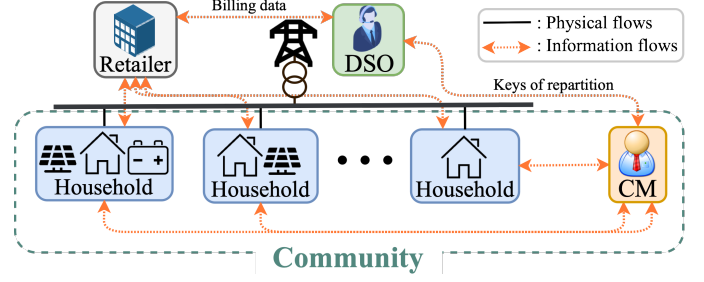 Billing data
: Physical flows
: Information flows
Retailer
DSO
Keys of repartition
Household
Household
Household
CM
Community